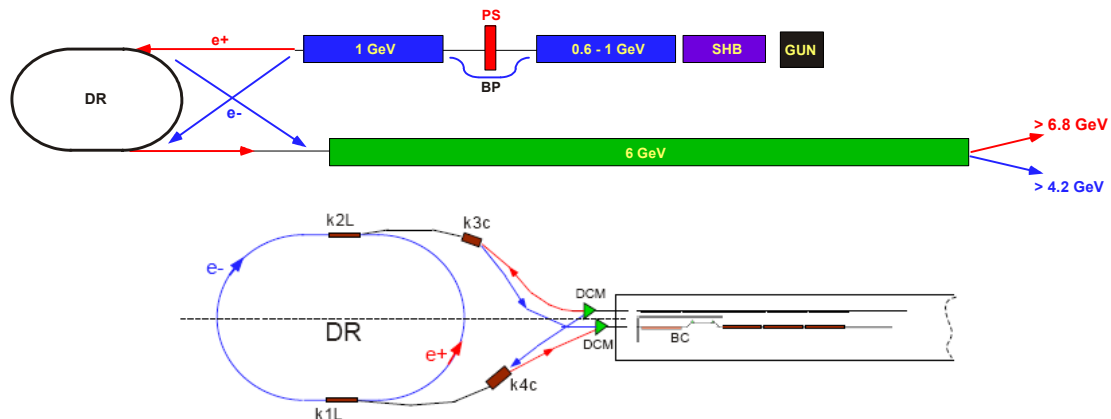 PS
e+
1 GeV
0.6 - 1 GeV
SHB
GUN
BP
DR
e-
> 6.8 GeV
6 GeV
> 4.2 GeV
k2L
k3c
e-
DCM
DR
BC
e+
DCM
k4c
k1L